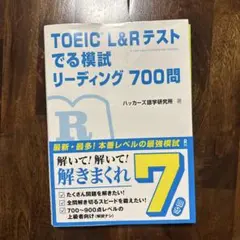 TOEIC® L&Rテスト
でる模試
リーディング 700問
ハッカーズ語学研究所 著
R
最新・最多！本番レベルの最強模試
解いて！解いて！
解きまくれ
7
回分
たくさん問題を解きたい！
全問解き切るスピードを鍛えたい！
700〜900点レベルの
上級者向け